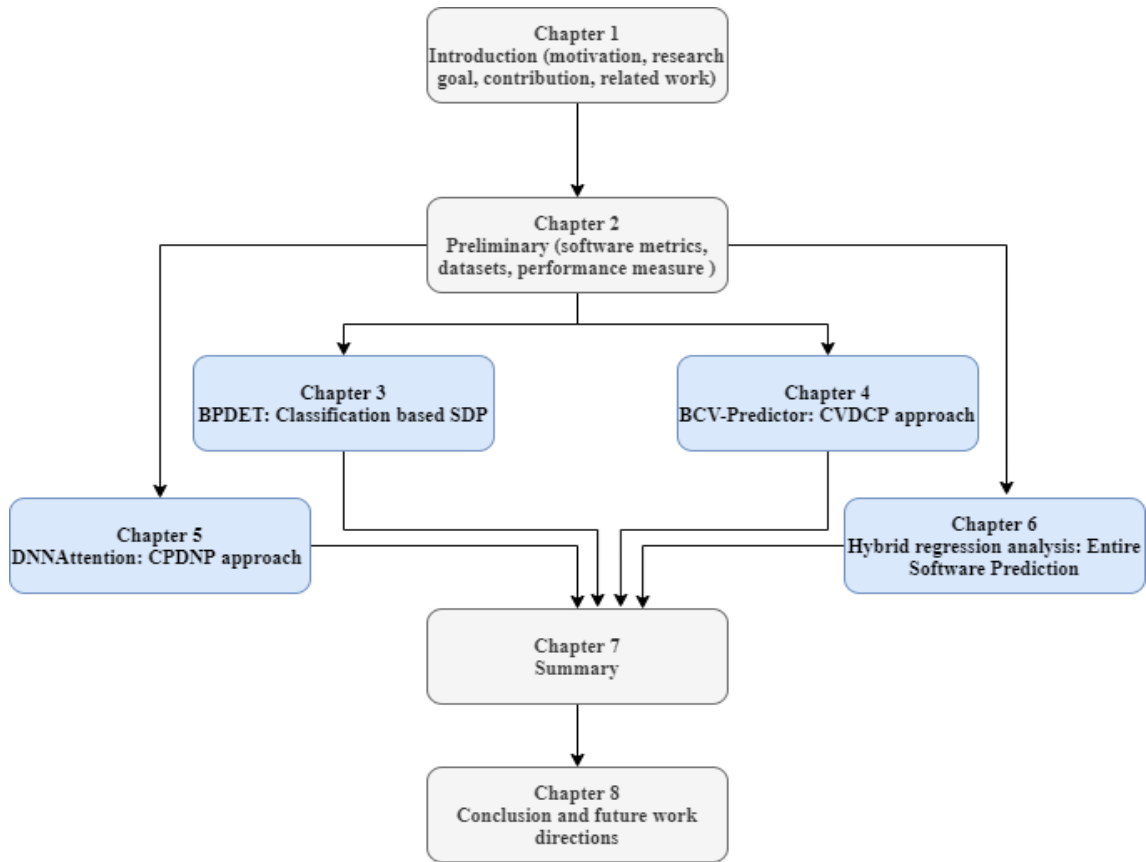 Chapter 1
Introduction (motivation, research
goal, contribution, related work)
Chapter 2
Preliminary (software metrics,
datasets, performance measure )
Chapter 3
BPDET: Classification based SDP
Chapter 4
BCV-Predictor: CVDCP approach
Chapter 5
DNNAttention: CPDNP approach
Chapter 6
Hybrid regression analysis: Entire
Software Prediction
Chapter 7
Summary
Chapter 8
Conclusion and future work
directions